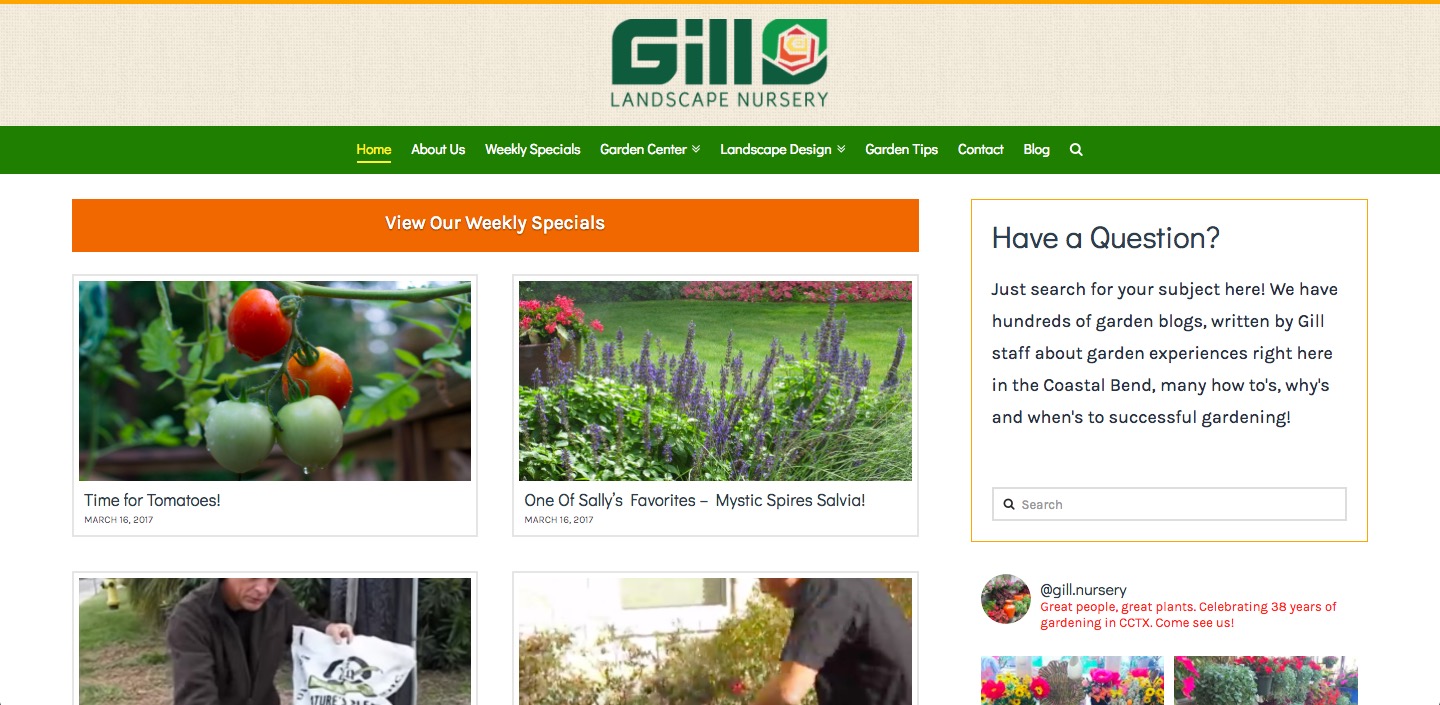 Gill
LANDSCAPE NURSERY
Home About Us Weekly Specials Garden Center Landscape Design Garden Tips Contact Blog
View Our Weekly Specials
Time for Tomatoes!
MARCH 16, 2017
One Of Sally's Favorites – Mystic Spires Salvia!
MARCH 16, 2017
Have a Question?
Just search for your subject here! We have
hundreds of garden blogs, written by Gill
staff about garden experiences right here
in the Coastal Bend, many how to's, why's
and when's to successful gardening!
Search
@gill.nursery
Great people, great plants. Celebrating 38 years of
gardening in CCTX. Come see us!